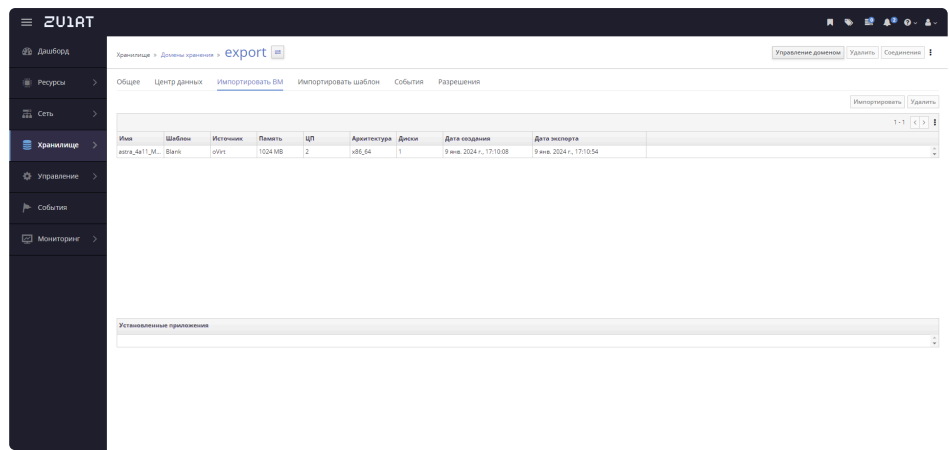 ZVIRT
Дашборд
Ресурсы
Сеть
Хранилище
Управление
События
Мониторинг
Хранилище » Домены хранения » export
Управление доменом Удалить Соединения
Общее Центр данных Импортировать ВМ Импортировать шаблон События Разрешения
Импортировать Удалить
1-1
Имя Шаблон Источник Память ЦП Архитектура Диски Дата создания Дата экспорта
astra_4a11_M... Blank oVirt 1024 MB 2 x86_64 1 9 янв. 2024 г., 17:10:08 9 янв. 2024 г., 17:10:54
Установленные приложения